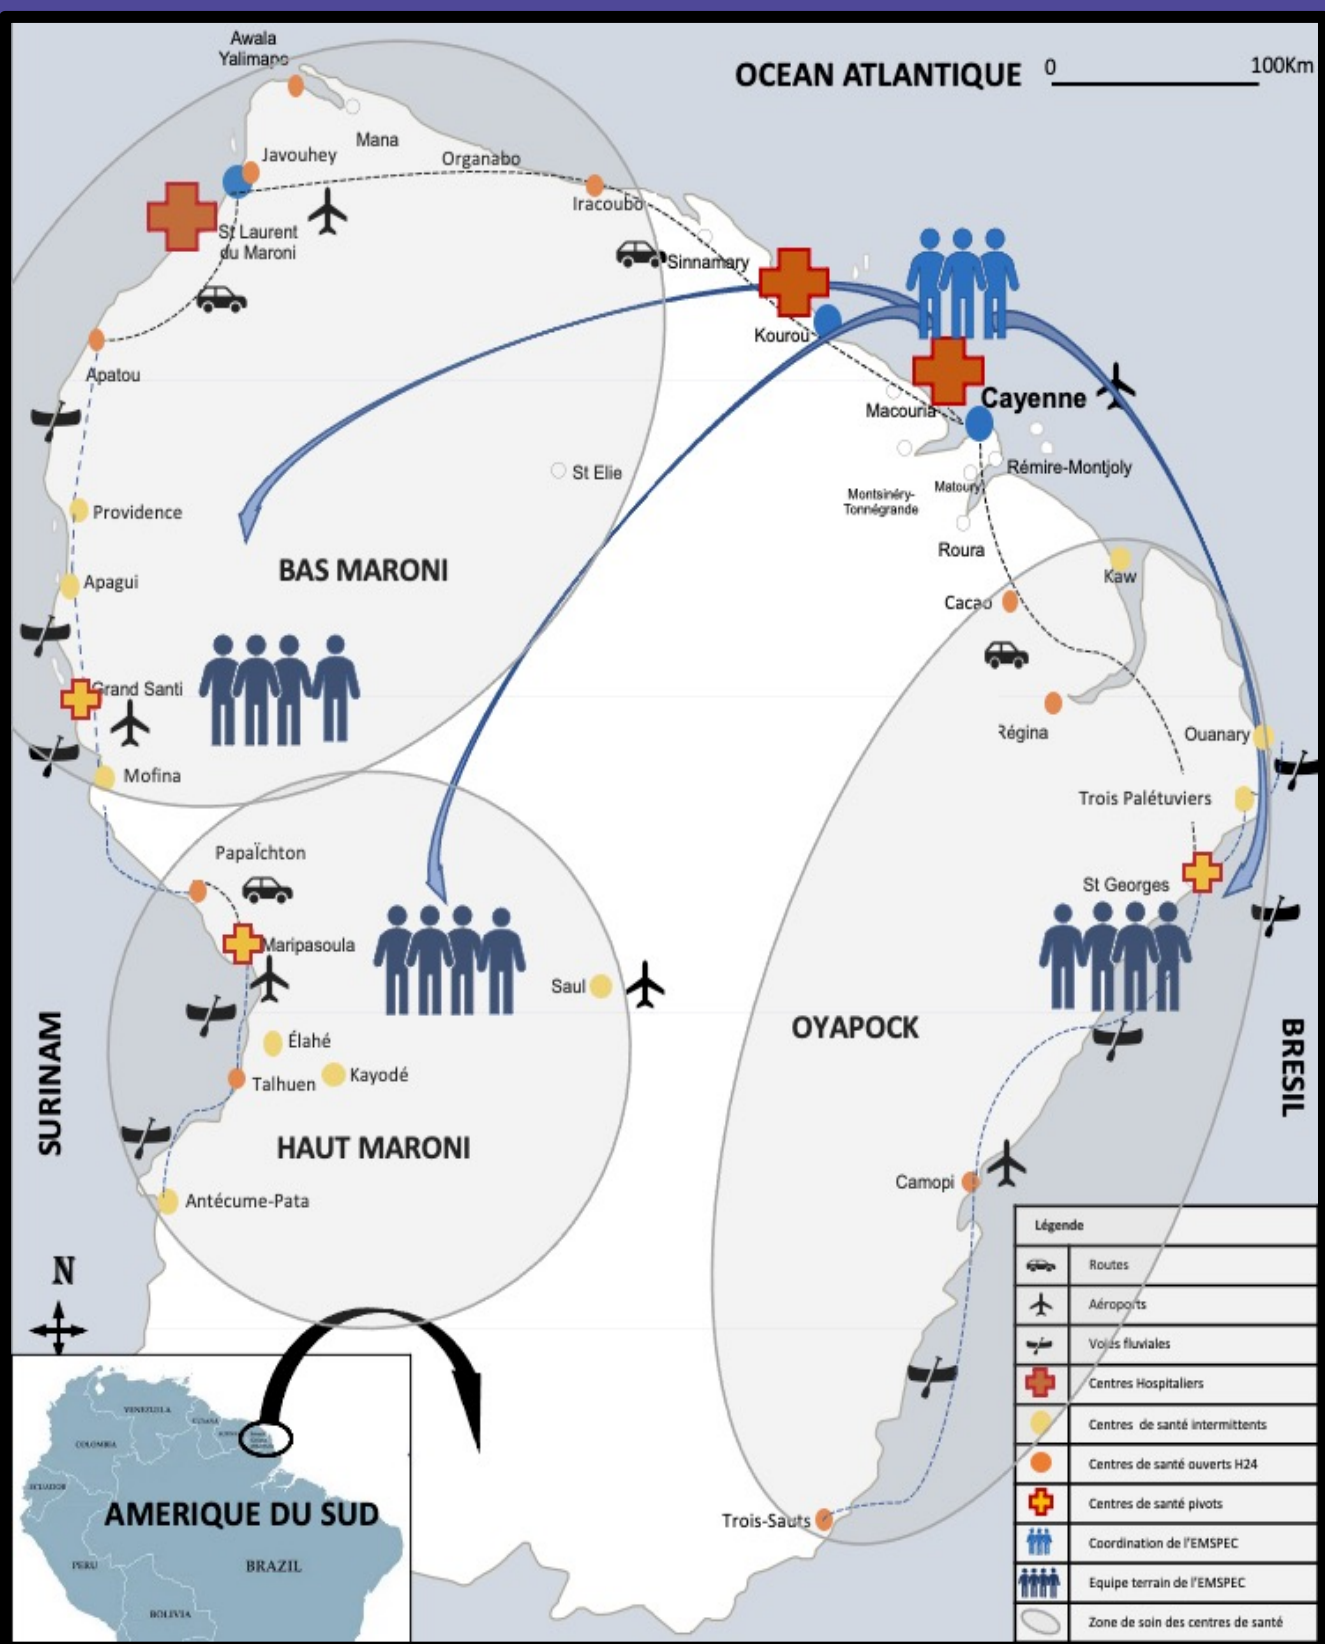 Awala
Yalimapo
OCEAN ATLANTIQUE
0
100Km
Mana
Javouhey
Organabo
Iracoubo
St Laurent
du Maroni
Sinnamary
Kourou
Apatou
Cayenne
Macouria
St Elie
Rémire-Montjoly
Matoury
Montsinéry-
Tonnégrande
Providence
Roura
BAS MARONI
Apagui
Kaw
Cacao
Grand Santi
Régina
Ouanary
Mofina
Trois Palétuviers
PapaÏchton
St Georges
Maripasoula
Saul
OYAPOCK
SURINAM
BRESIL
Élahé
Talhuen
Kayodé
HAUT MARONI
Camopi
Antécume-Pata
N
Légende
Routes
Aéroports
Voies fluviales
Centres Hospitaliers
Centres de santé intermittents
Centres de santé ouverts H24
Centres de santé pivots
Coordination de l'EMSPEC
Equipe terrain de l'EMSPEC
Zone de soin des centres de santé
Trois-Sauts
VENEZUELA
COLOMBIA
ECUADOR
AMERIQUE DU SUD
PERU
BRAZIL
BOLIVIA